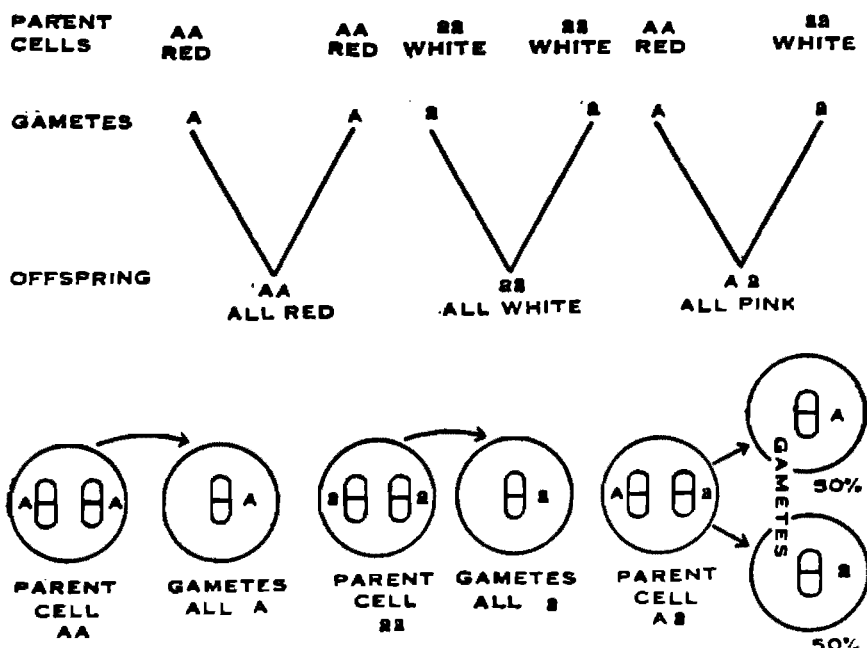 PARENT CELLS
AA RED
AA RED
aa WHITE
aa WHITE
AA RED
aa WHITE
GAMETES
A A a a A a
OFFSPRING
AA ALL RED
aa ALL WHITE
A a ALL PINK
A A
A
a a
a
A a
A
50%
GAMETES
a
50%
PARENT CELL AA
GAMETES ALL A
PARENT CELL aa
GAMETES ALL a
PARENT CELL A a